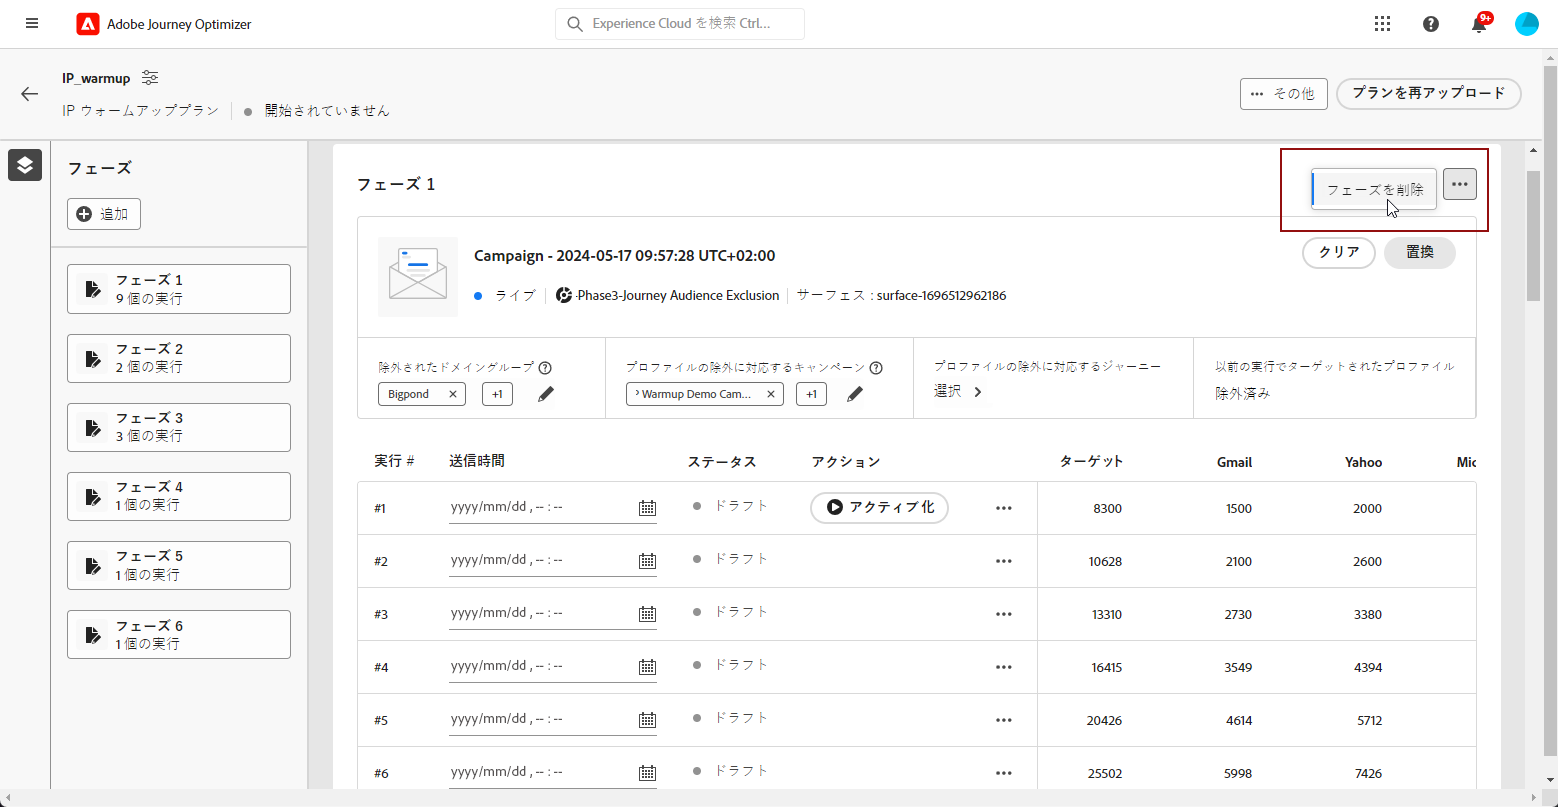 Adobe Journey Optimizer
Experience Cloud を検索 Ctrl...
9+
IP_warmup
IP ウォームアッププラン
開始されていません
その他
プランを再アップロード
フェーズ
追加
フェーズ 1
9 個の実行
フェーズ 2
2 個の実行
フェーズ 3
3 個の実行
フェーズ 4
1 個の実行
フェーズ 5
1 個の実行
フェーズ 6
1 個の実行
フェーズ 1
フェーズを削除
Campaign - 2024-05-17 09:57:28 UTC+02:00
クリア
置換
ライブ
Phase3-Journey Audience Exclusion
サーフェス : surface-1696512962186
除外されたドメイングループ
Bigpond
+1
プロファイルの除外に対応するキャンペーン
Warmup Demo Cam...
+1
プロファイルの除外に対応するジャーニー
選択
以前の実行でターゲットされたプロファイル
除外済み
実行 # 送信時間 ステータス アクション ターゲット Gmail Yahoo Mic
#1 yyyy/mm/dd , -- : -- ドラフト アクティブ化 8300 1500 2000
#2 yyyy/mm/dd , -- : -- ドラフト 10628 2100 2600
#3 yyyy/mm/dd , -- : -- ドラフト 13310 2730 3380
#4 yyyy/mm/dd , -- : -- ドラフト 16415 3549 4394
#5 yyyy/mm/dd , -- : -- ドラフト 20426 4614 5712
#6 yyyy/mm/dd , -- : -- ドラフト 25502 5998 7426